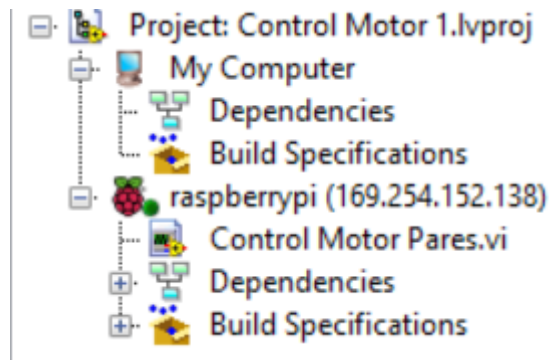 Project: Control Motor 1.lvproj
My Computer
Dependencies
Build Specifications
raspberrypi (169.254.152.138)
Control Motor Pares.vi
Dependencies
Build Specifications